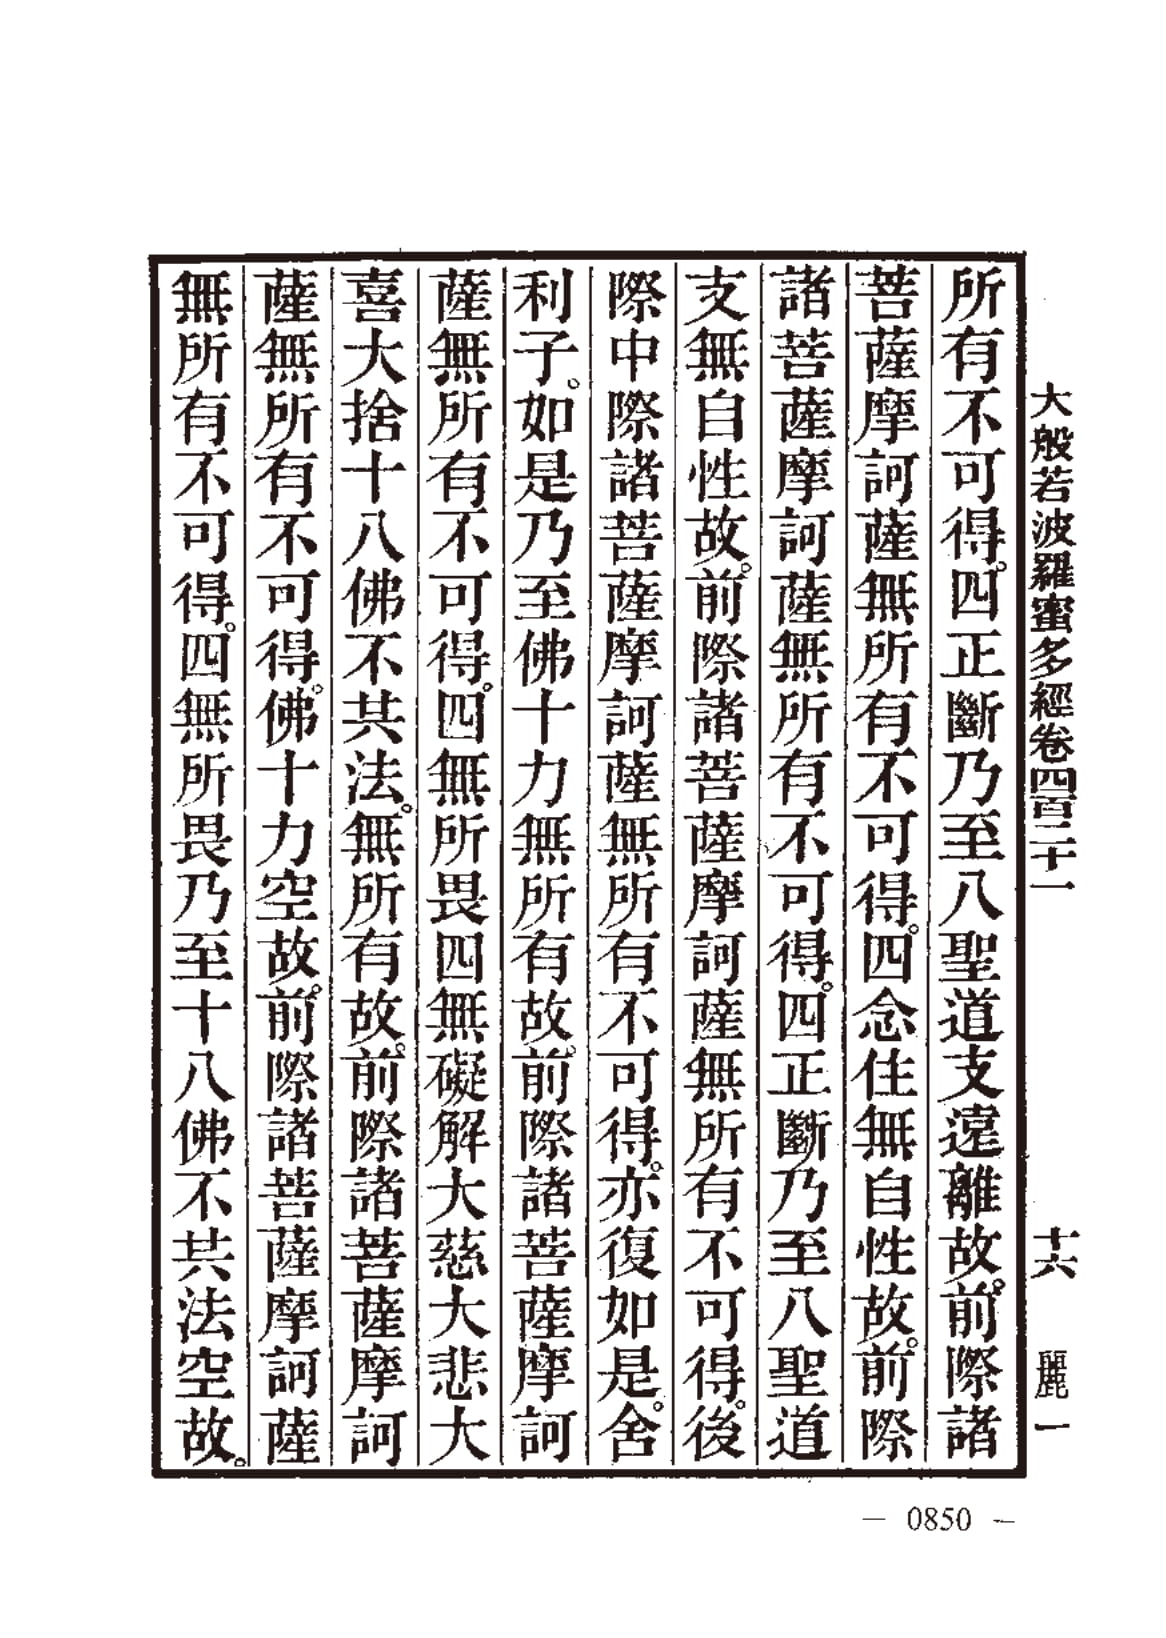 大般若波羅蜜多經卷四百二十一 十六 麗一
所有不可得。四正斷乃至八聖道支遠離故。前際諸
菩薩摩訶薩無所有不可得。四念住無自性故。前際
諸菩薩摩訶薩無所有不可得。四正斷乃至八聖道
支無自性故。前際諸菩薩摩訶薩無所有不可得。後
際中際諸菩薩摩訶薩無所有不可得。亦復如是。舍
利子。如是乃至佛十力無所有故。前際諸菩薩摩訶
薩無所有不可得。四無所畏四無礙解大慈大悲大
喜大捨十八佛不共法。無所有故。前際諸菩薩摩訶
薩無所有不可得。佛十力空故。前際諸菩薩摩訶薩
無所有不可得。四無所畏乃至十八佛不共法空故。
— 0850 —